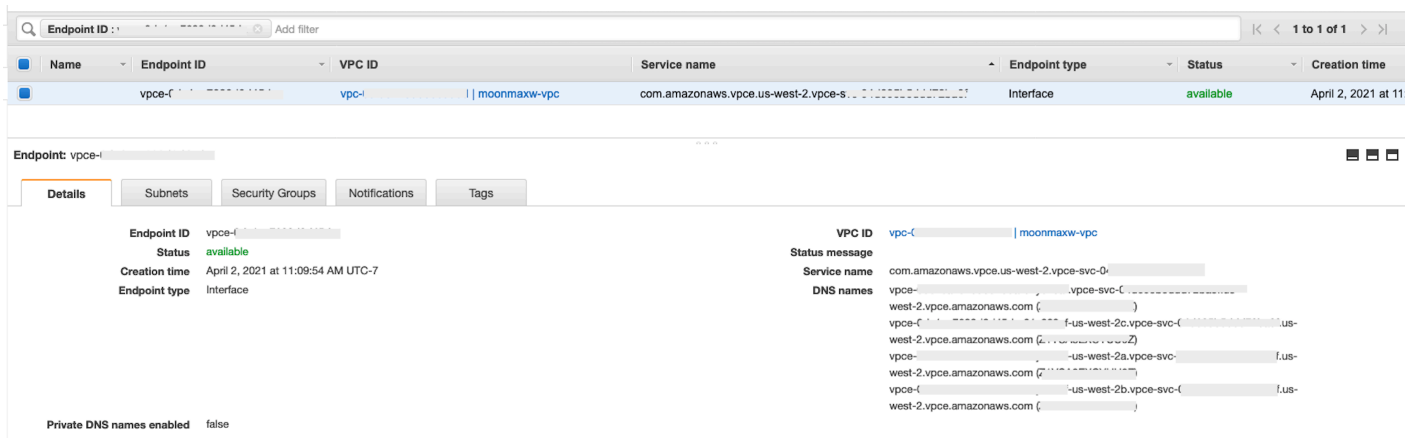 Endpoint ID : Add filter 1 to 1 of 1
Name Endpoint ID VPC ID Service name Endpoint type Status Creation time
vpce- vpc- | moonmaxw-vpc com.amazonaws.vpce.us-west-2.vpce-s Interface available April 2, 2021 at 11:
Endpoint: vpce-
Details Subnets Security Groups Notifications Tags
Endpoint ID vpce-
Status available
Creation time April 2, 2021 at 11:09:54 AM UTC-7
Endpoint type Interface
Private DNS names enabled false
VPC ID vpc-0 | moonmaxw-vpc
Status message
Service name com.amazonaws.vpce.us-west-2.vpce-svc-04
DNS names vpce- .vpce-svc-
west-2.vpce.amazonaws.com ( )
vpce- f-us-west-2c.vpce-svc- .us-
west-2.vpce.amazonaws.com ( Z)
vpce- -us-west-2a.vpce-svc- f.us-
west-2.vpce.amazonaws.com ( )
vpce- -us-west-2b.vpce-svc- f.us-
west-2.vpce.amazonaws.com ( )